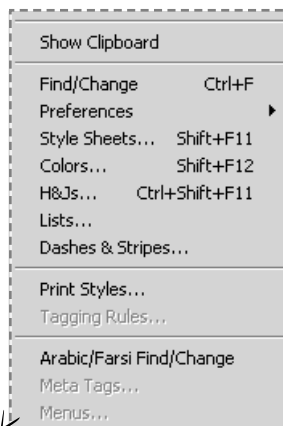 Show Clipboard
Find/Change Ctrl+F
Preferences
Style Sheets... Shift+F11
Colors... Shift+F12
H&Js... Ctrl+Shift+F11
Lists...
Dashes & Stripes...
Print Styles...
Tagging Rules...
Arabic/Farsi Find/Change
Meta Tags...
Menus...